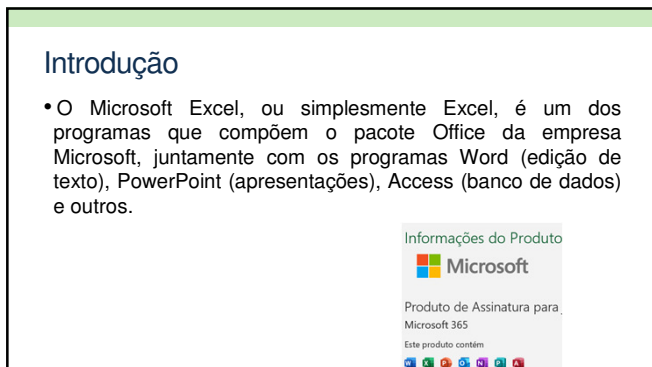 Introdução
• O Microsoft Excel, ou simplesmente Excel, é um dos
programas que compõem o pacote Office da empresa
Microsoft, juntamente com os programas Word (edição de
texto), PowerPoint (apresentações), Access (banco de dados)
e outros.
Informações do Produto
Microsoft
Produto de Assinatura para
Microsoft 365
Este produto contém